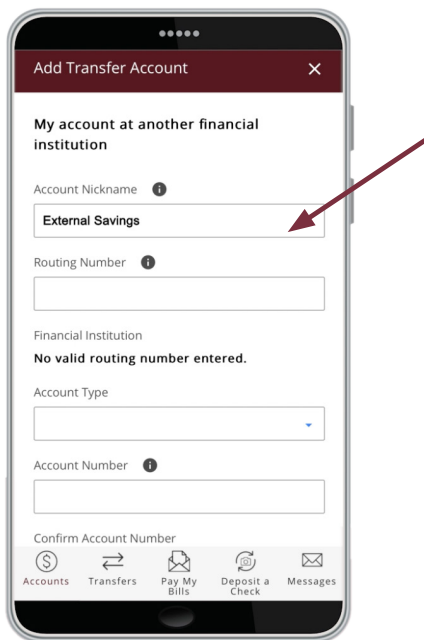 Add Transfer Account
My account at another financial
institution
Account Nickname
External Savings
Routing Number
Financial Institution
No valid routing number entered.
Account Type
Account Number
Confirm Account Number
Accounts
Transfers
Pay My
Bills
Deposit a
Check
Messages